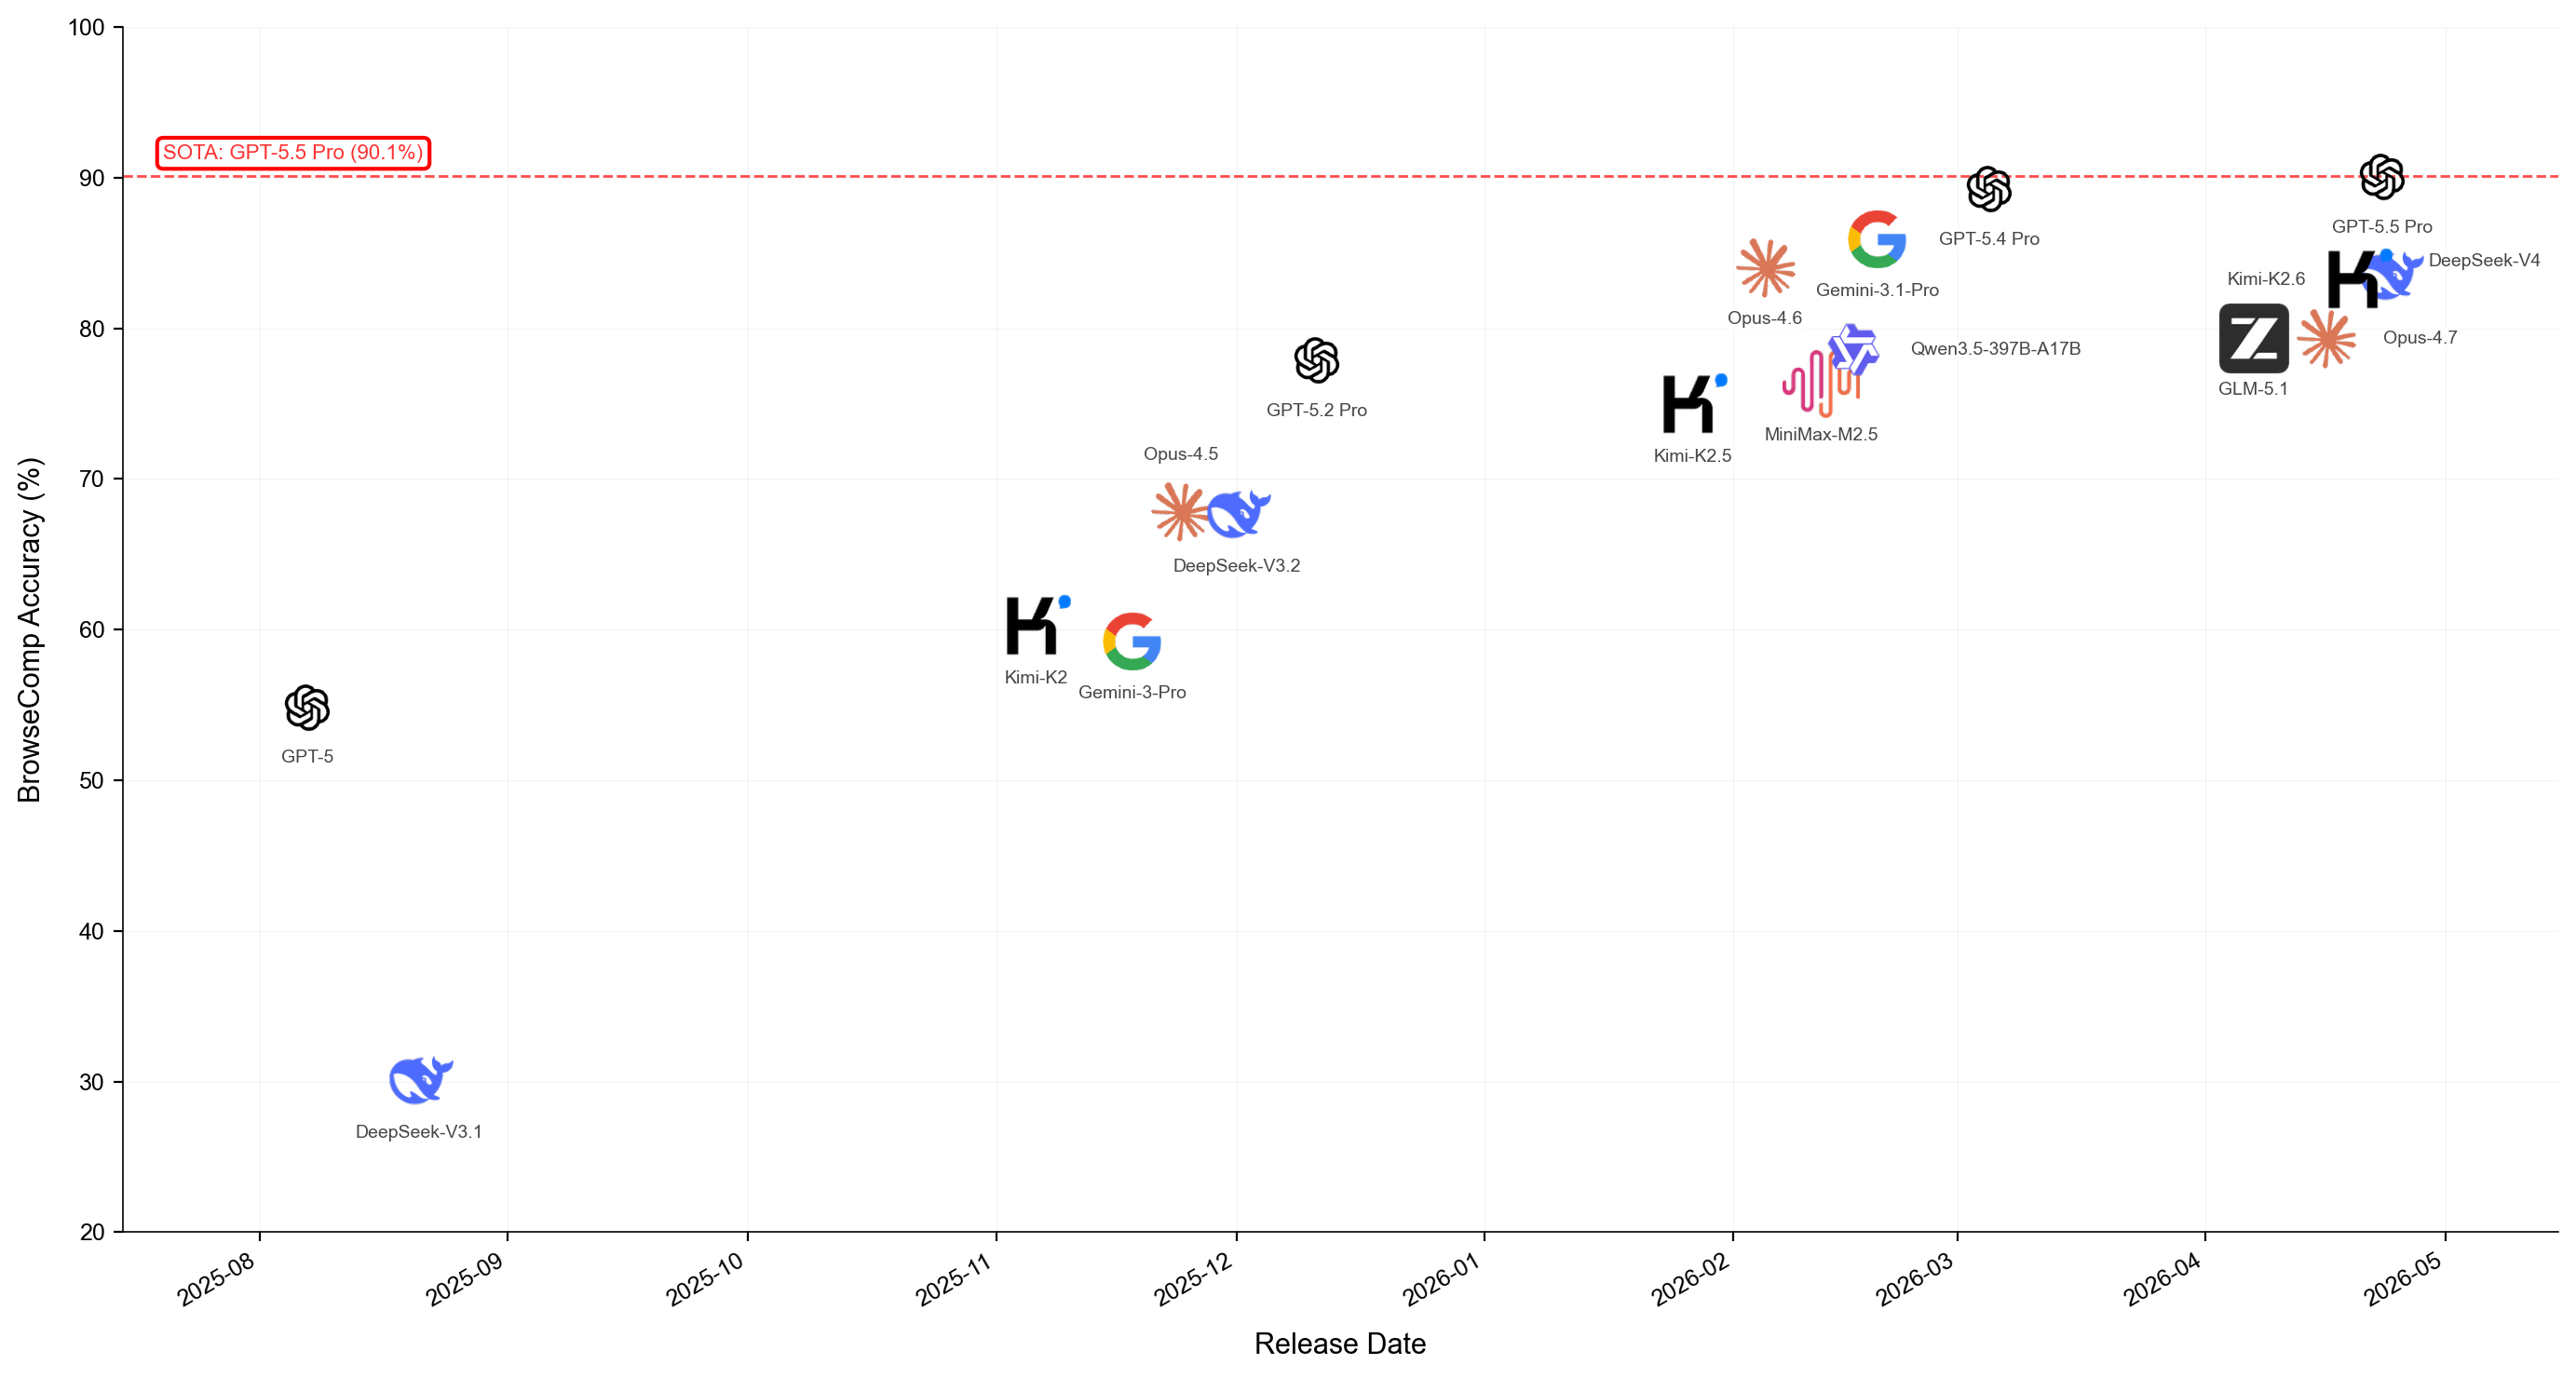 100
90
80
70
60
50
40
30
20
BrowseComp Accuracy (%)
SOTA: GPT-5.5 Pro (90.1%)
GPT-5.5 Pro
GPT-5.4 Pro
DeepSeek-V4
Kimi-K2.6
Gemini-3.1-Pro
Opus-4.6
Opus-4.7
Qwen3.5-397B-A17B
GLM-5.1
GPT-5.2 Pro
MiniMax-M2.5
Opus-4.5
Kimi-K2.5
DeepSeek-V3.2
Kimi-K2
Gemini-3-Pro
GPT-5
DeepSeek-V3.1
2025-08
2025-09
2025-10
2025-11
2025-12
2026-01
2026-02
2026-03
2026-04
2026-05
Release Date